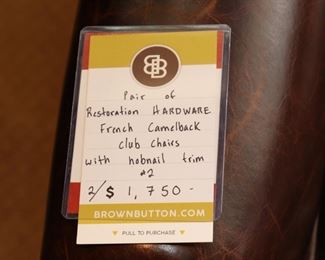 BB
Pair of
Restoration HARDWARE
French Camelback
Club Chairs
with hobnail trim
#2
2/$ 1,750-
BROWNBUTTON.COM
▼ PULL TO PURCHASE ▼